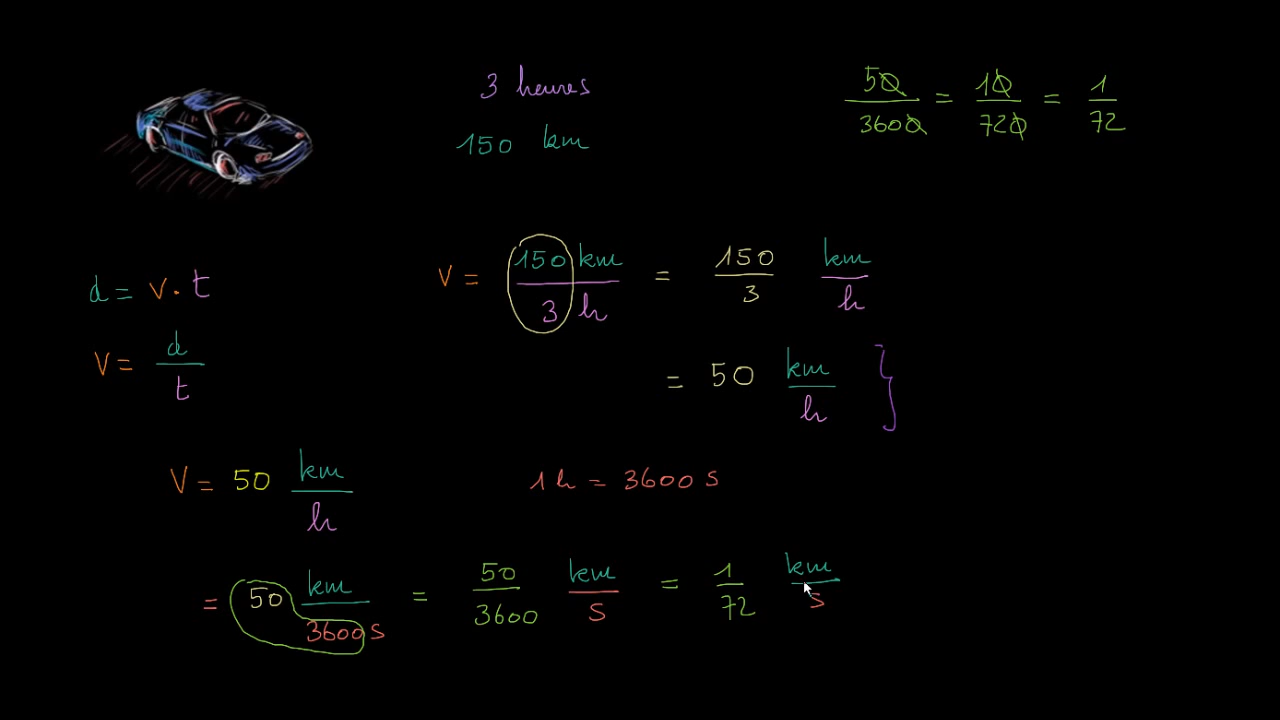 3 heures
150 km
50/3600 = 10/720 = 1/72
d = v · t
v = d/t
v = 150 km/3 h = 150/3 km/h
= 50 km/h }
v = 50 km/h
1 h = 3600 s
= 50 km/3600 s = 50/3600 km/s = 1/72 km/s